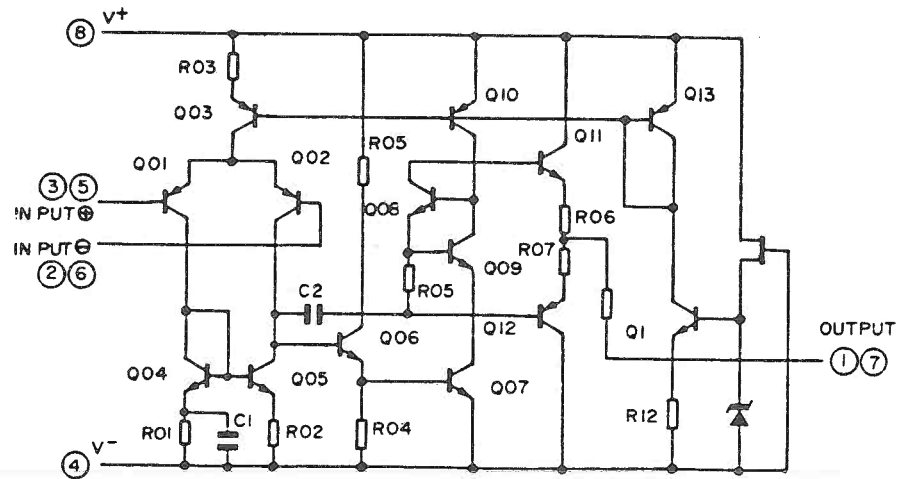 8 V+
R03
Q03
Q10
Q13
Q11
Q01
Q02
R05
3 5
INPUT ⊕
Q08
R06
INPUT ⊖
2 6
R07
Q09
R05
C2
Q12
Q1
Q06
OUTPUT
1 7
Q04
Q05
Q07
R01
C1
R02
R04
R12
4 V-